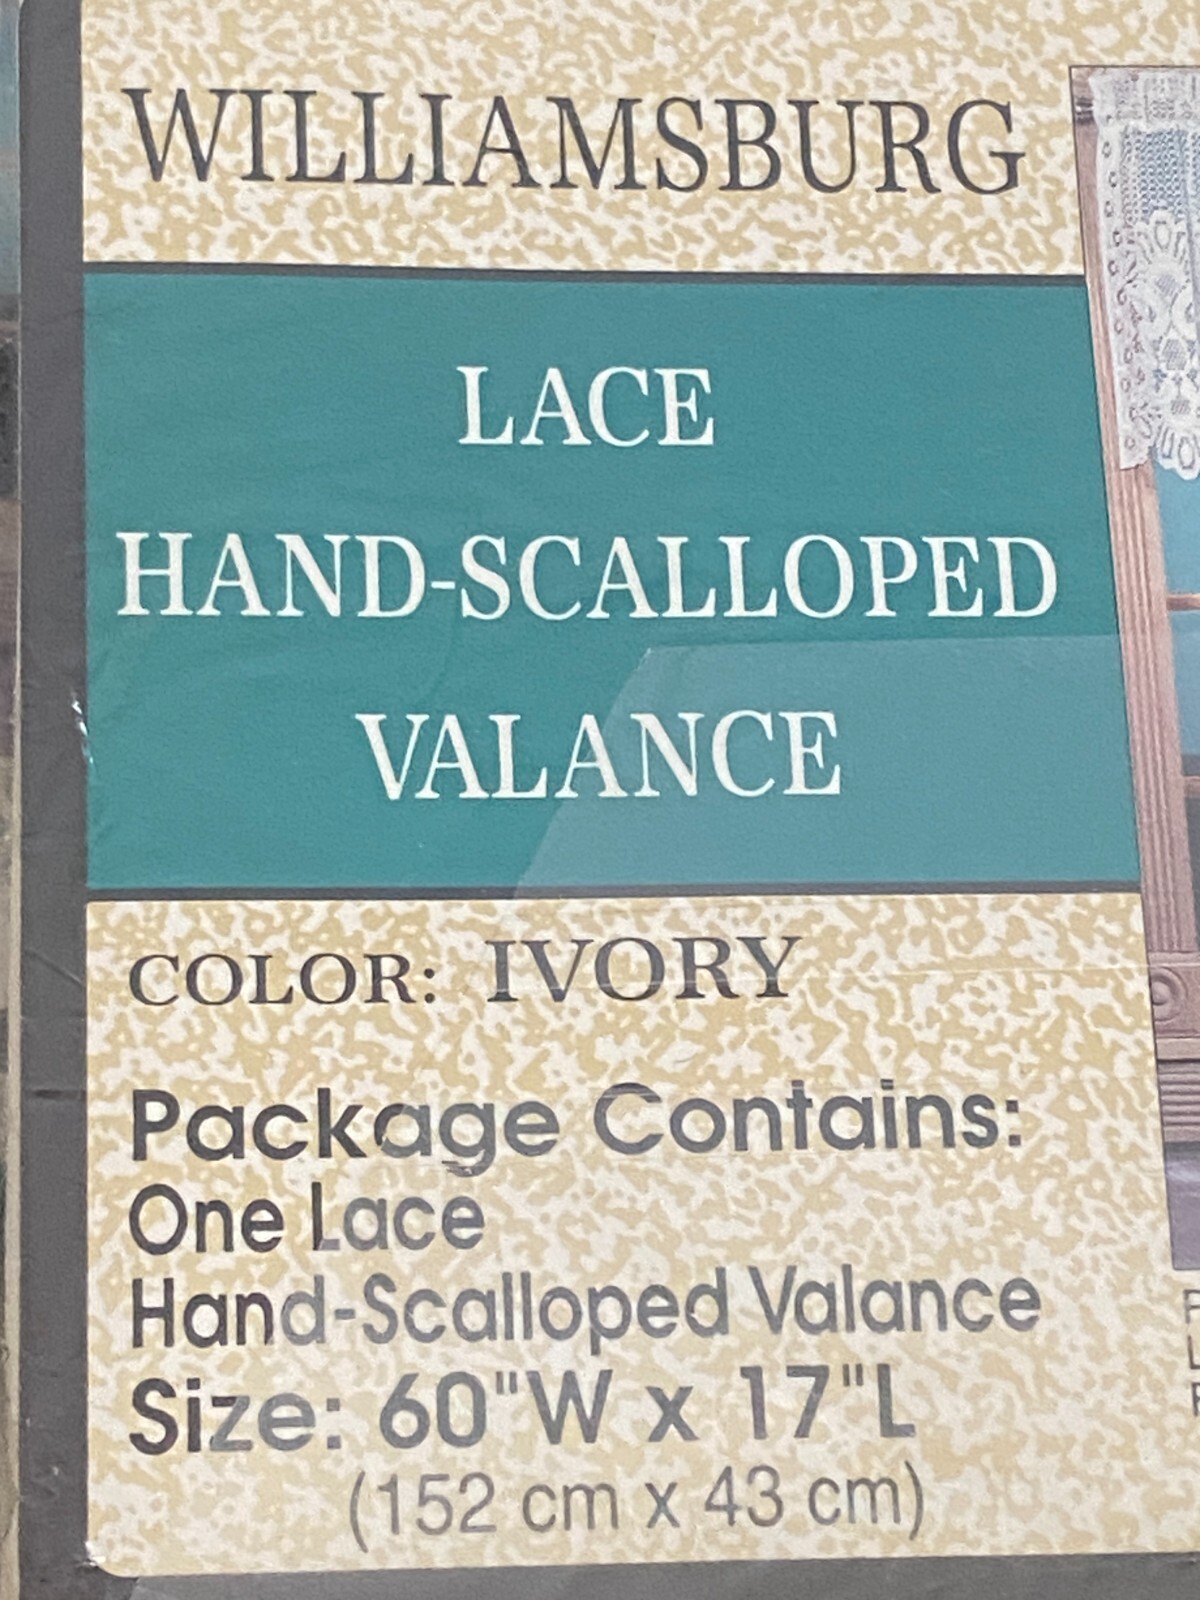 WILLIAMSBURG
LACE
HAND-SCALLOPED
VALANCE
COLOR: IVORY
Package Contains:
One Lace
Hand-Scalloped Valance
Size: 60"W x 17"L
(152 cm x 43 cm)